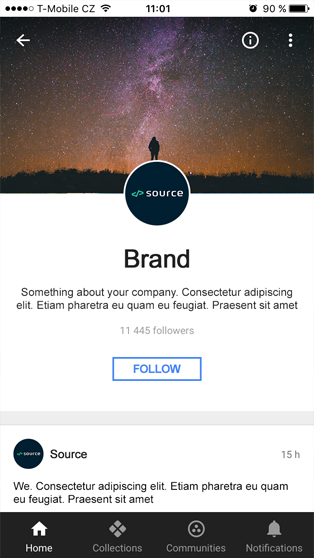 T-Mobile CZ 11:01 90 %
</> source
Brand
Something about your company. Consectetur adipiscing
elit. Etiam pharetra eu quam eu feugiat. Praesent sit amet
11 445 followers
FOLLOW
</> source Source 15 h
We. Consectetur adipiscing elit. Etiam pharetra eu quam
eu feugiat. Praesent sit amet
Home Collections Communities Notifications